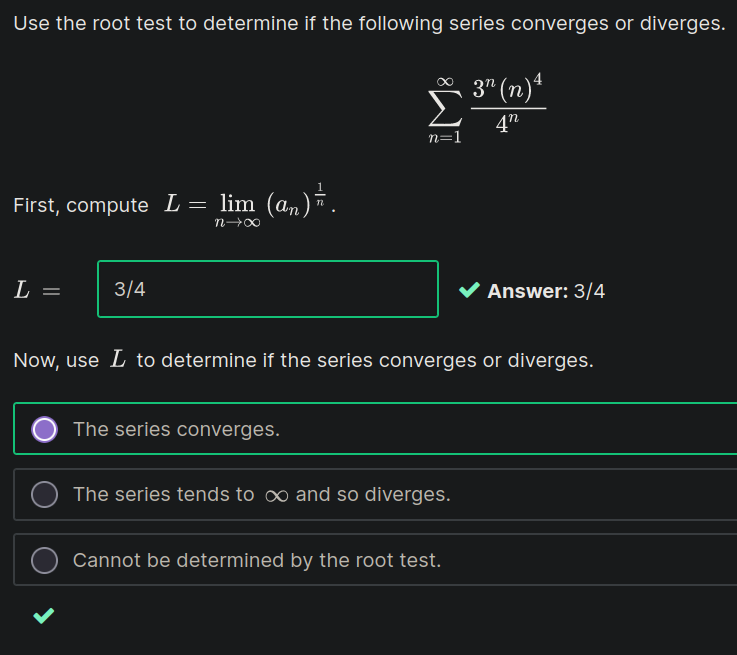 Use the root test to determine if the following series converges or diverges.
$\sum_{n=1}^{\infty} \frac{3^n (n)^4}{4^n}$
First, compute $L = \lim_{n \to \infty} (a_n)^{\frac{1}{n}}$.
$L =$ 3/4 ✔ Answer: 3/4
Now, use $L$ to determine if the series converges or diverges.
The series converges.
The series tends to $\infty$ and so diverges.
Cannot be determined by the root test.
✔